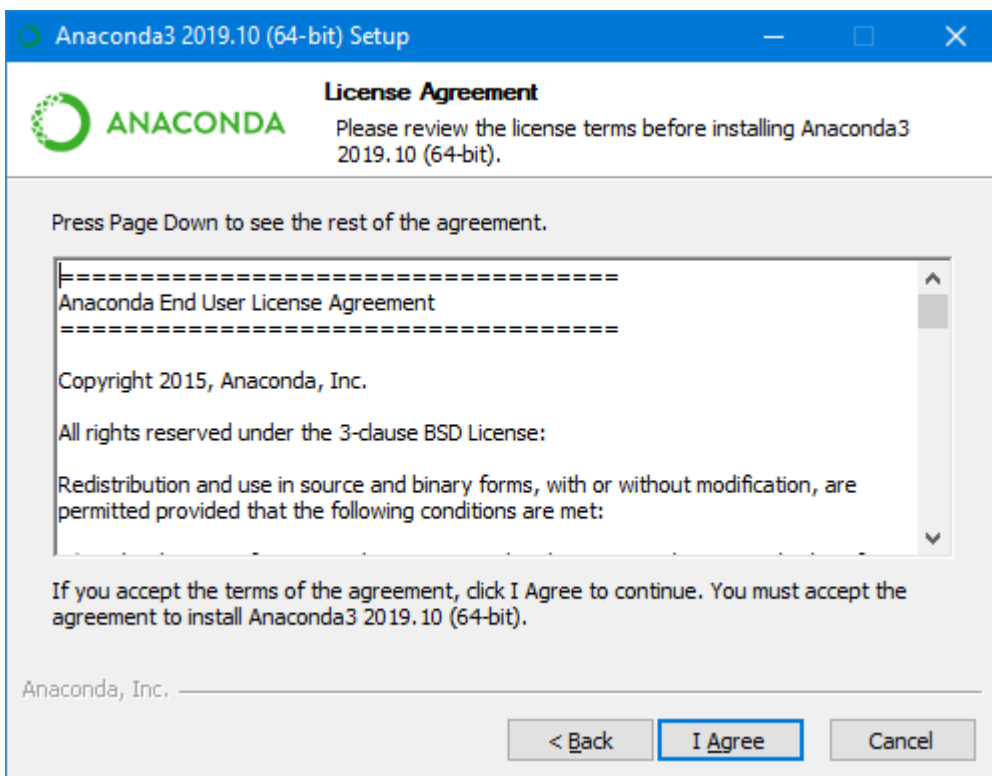 Anaconda3 2019.10 (64-bit) Setup
ANACONDA
License Agreement
Please review the license terms before installing Anaconda3
2019.10 (64-bit).
Press Page Down to see the rest of the agreement.
===================================
Anaconda End User License Agreement
===================================
Copyright 2015, Anaconda, Inc.
All rights reserved under the 3-clause BSD License:
Redistribution and use in source and binary forms, with or without modification, are
permitted provided that the following conditions are met:
If you accept the terms of the agreement, click I Agree to continue. You must accept the
agreement to install Anaconda3 2019.10 (64-bit).
Anaconda, Inc.
< Back
I Agree
Cancel